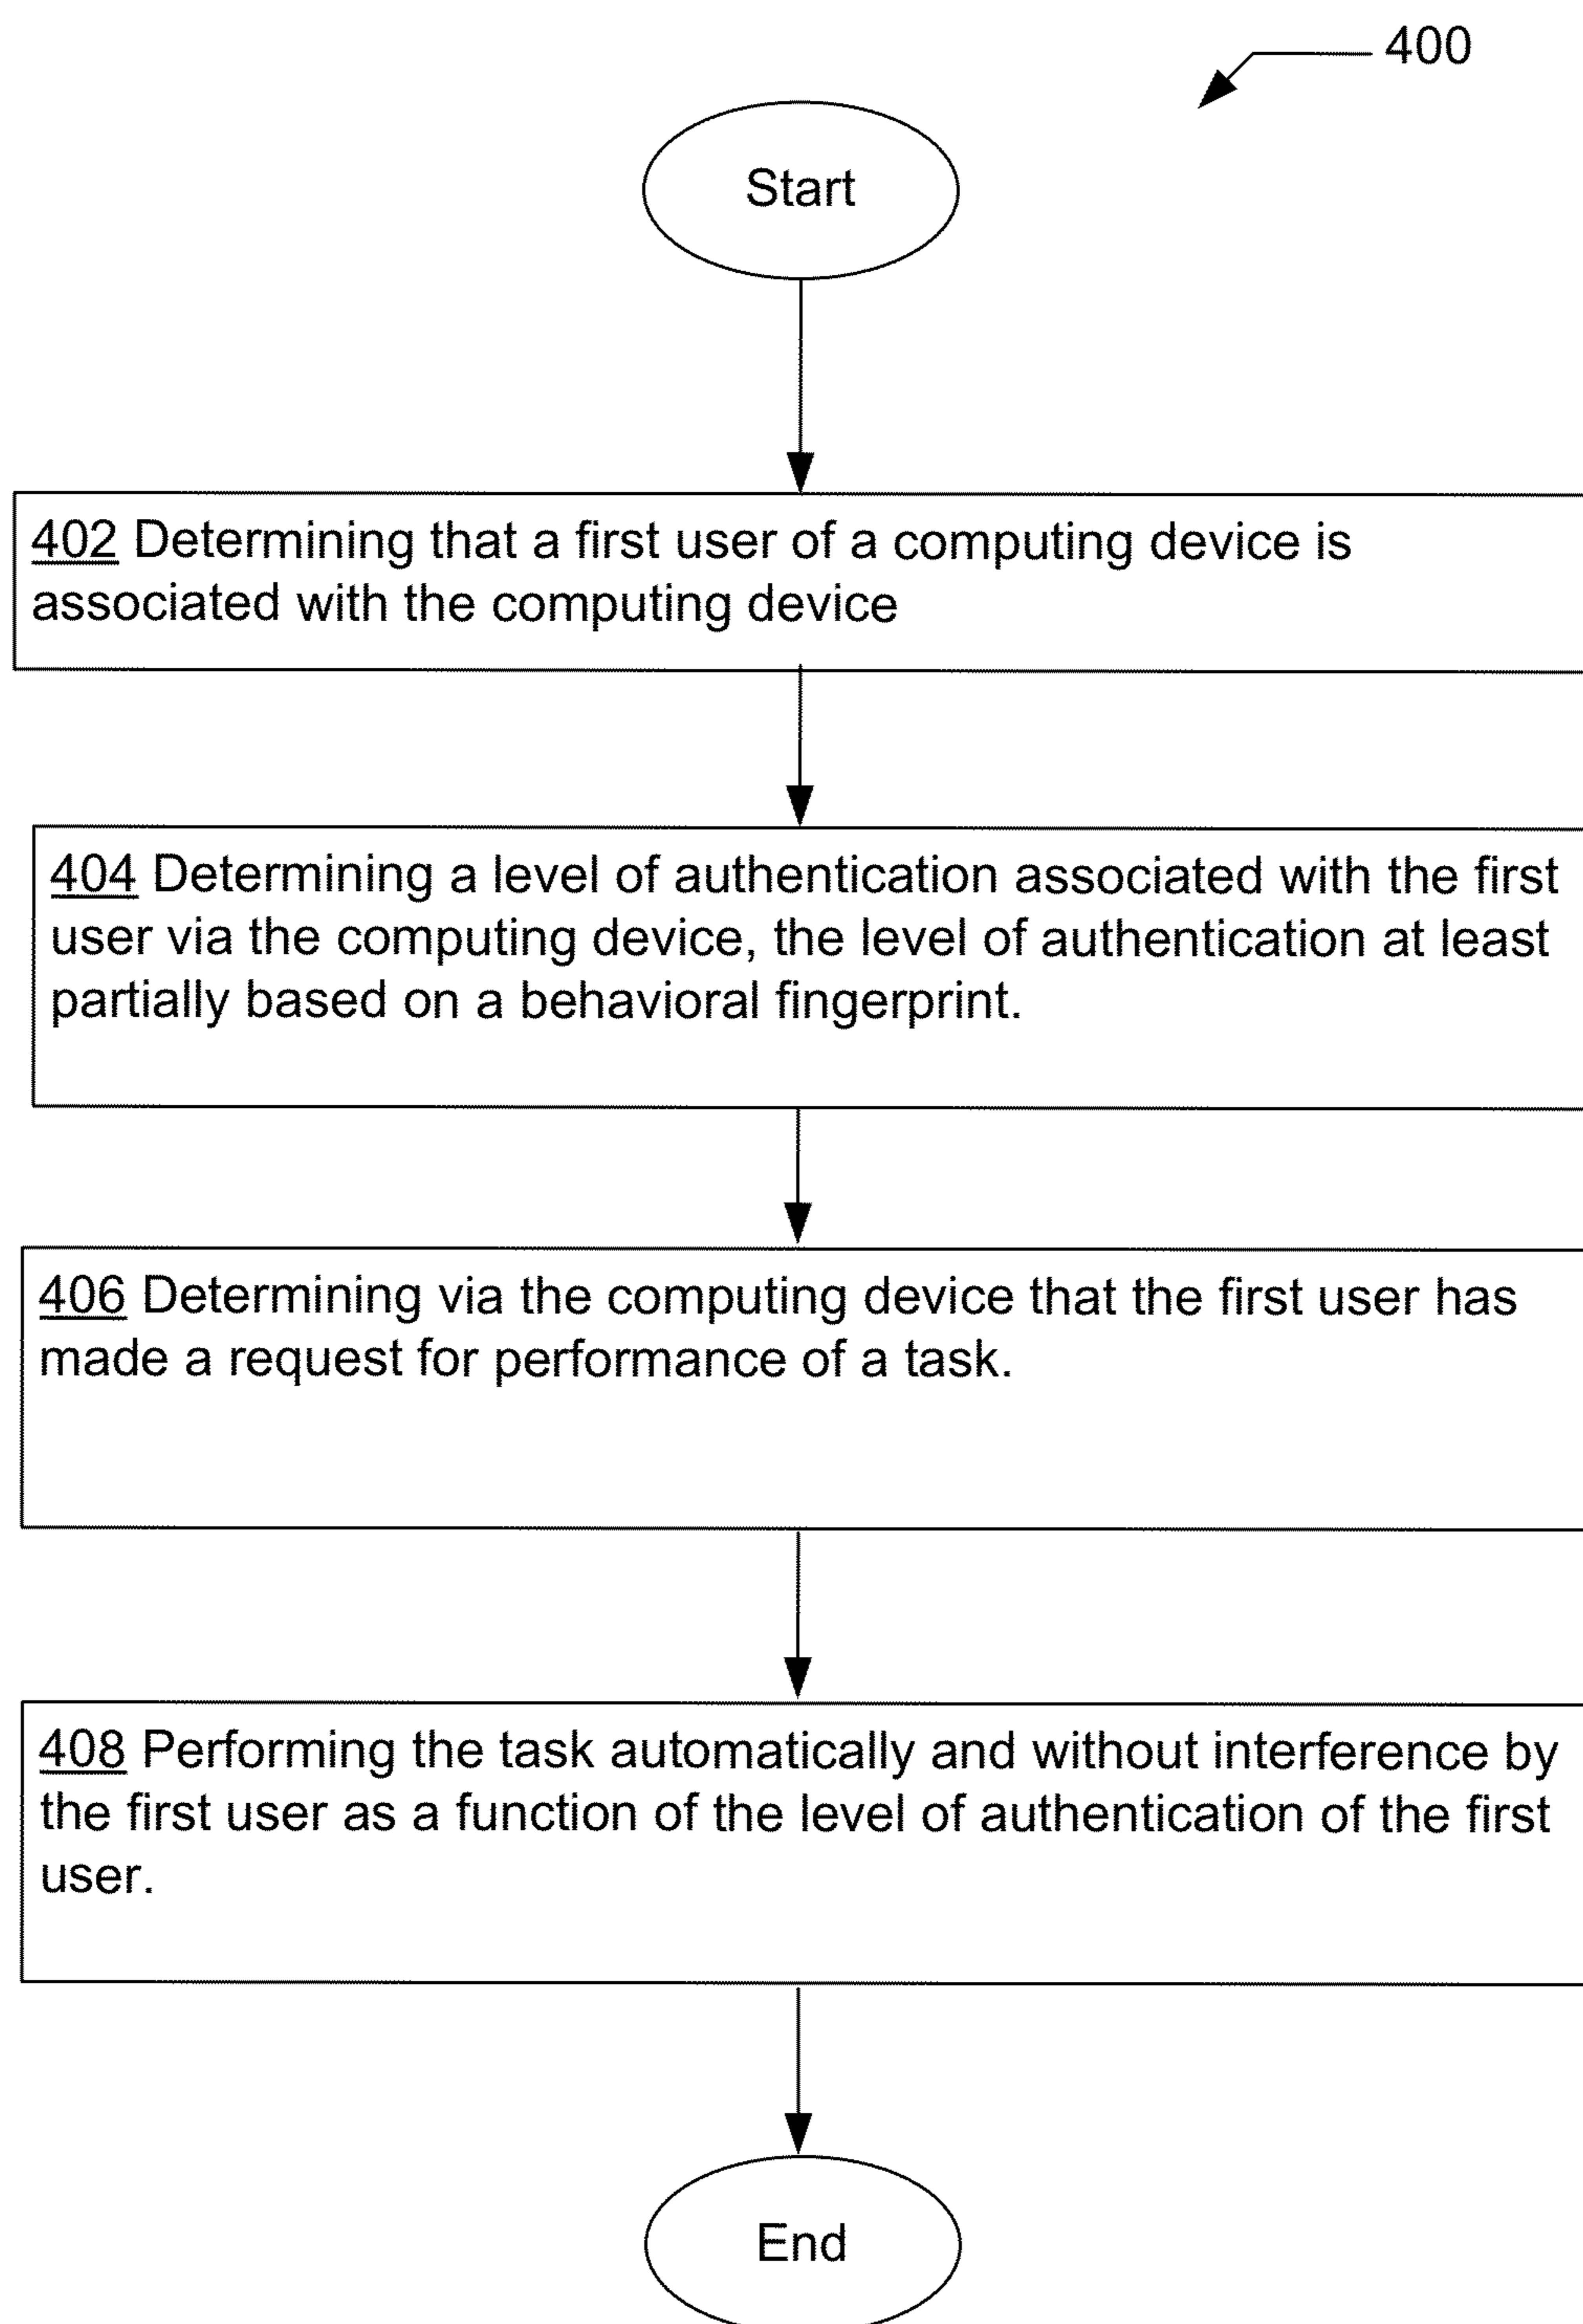 400
Start
402 Determining that a first user of a computing device is
associated with the computing device
404 Determining a level of authentication associated with the first
user via the computing device, the level of authentication at least
partially based on a behavioral fingerprint.
406 Determining via the computing device that the first user has
made a request for performance of a task.
408 Performing the task automatically and without interference by
the first user as a function of the level of authentication of the first
user.
End